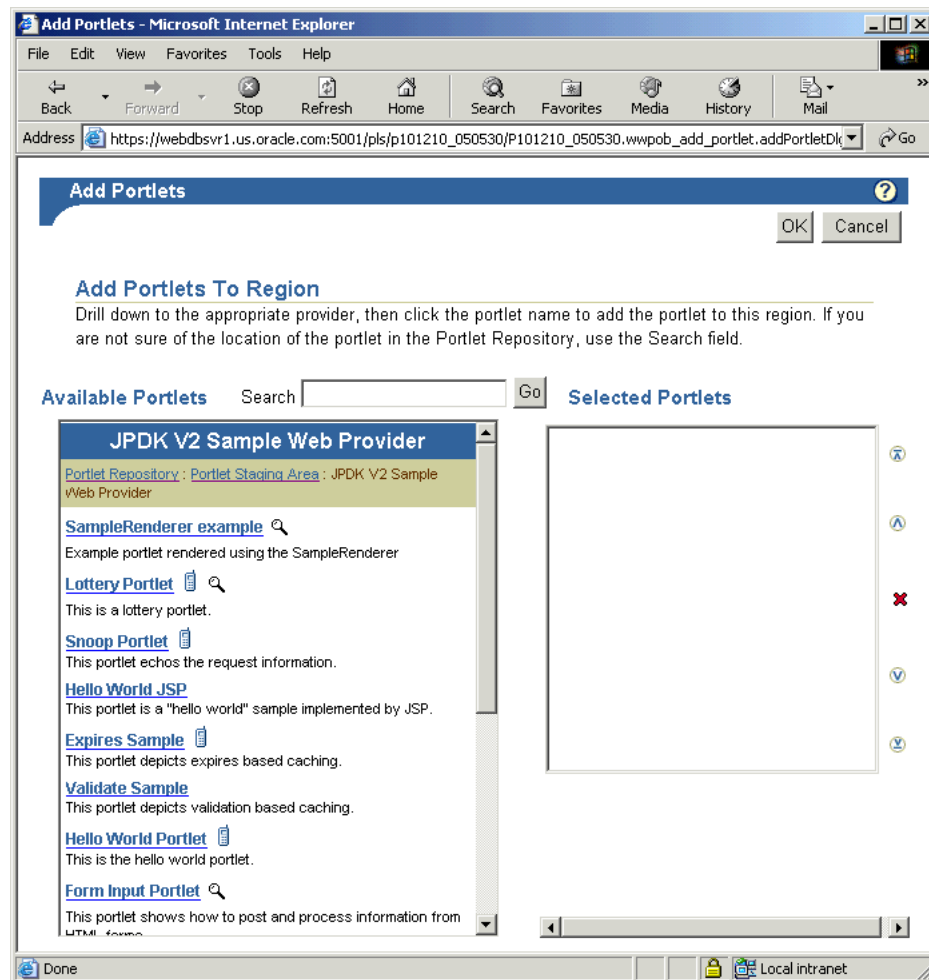 Add Portlets - Microsoft Internet Explorer
File Edit View Favorites Tools Help
Back Forward Stop Refresh Home Search Favorites Media History Mail »
Address https://webdbsvr1.us.oracle.com:5001/pls/p101210_050530/P101210_050530.wwpob_add_portlet.addPortletDlg Go
Add Portlets ?
OK Cancel
Add Portlets To Region
Drill down to the appropriate provider, then click the portlet name to add the portlet to this region. If you
are not sure of the location of the portlet in the Portlet Repository, use the Search field.
Available Portlets Search Go Selected Portlets
JPDK V2 Sample Web Provider
Portlet Repository : Portlet Staging Area : JPDK V2 Sample
Web Provider
SampleRenderer example
Example portlet rendered using the SampleRenderer
Lottery Portlet
This is a lottery portlet.
Snoop Portlet
This portlet echos the request information.
Hello World JSP
This portlet is a "hello world" sample implemented by JSP.
Expires Sample
This portlet depicts expires based caching.
Validate Sample
This portlet depicts validation based caching.
Hello World Portlet
This is the hello world portlet.
Form Input Portlet
This portlet shows how to post and process information from
HTML forms
Done Local intranet